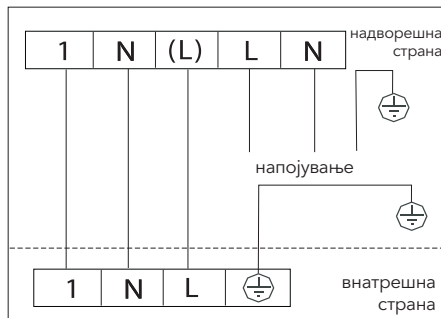 1 N (L) L N
надворешна
страна
напојување
1 N L
внатрешна
страна